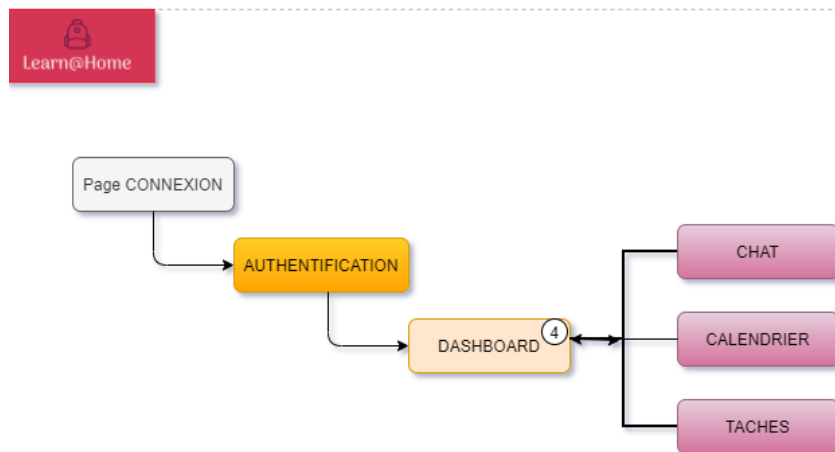 Learn@Home
Page CONNEXION
AUTHENTIFICATION
DASHBOARD
4
CHAT
CALENDRIER
TACHES